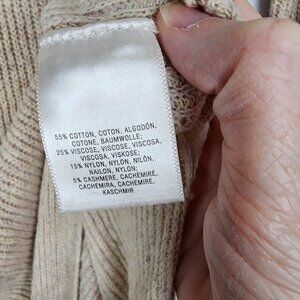 55% COTTON, COTON, ALGODÓN,
COTONE, BAUMWOLLE;
25% VISCOSE, VISCOSE, VISCOSA,
VISCOSA, VISKOSE;
15% NYLON, NYLON, NILÓN,
NAILON, NYLON;
5% CASHMERE, CACHEMIRE,
CACHEMIRA, CASHMERE,
KASCHMIR